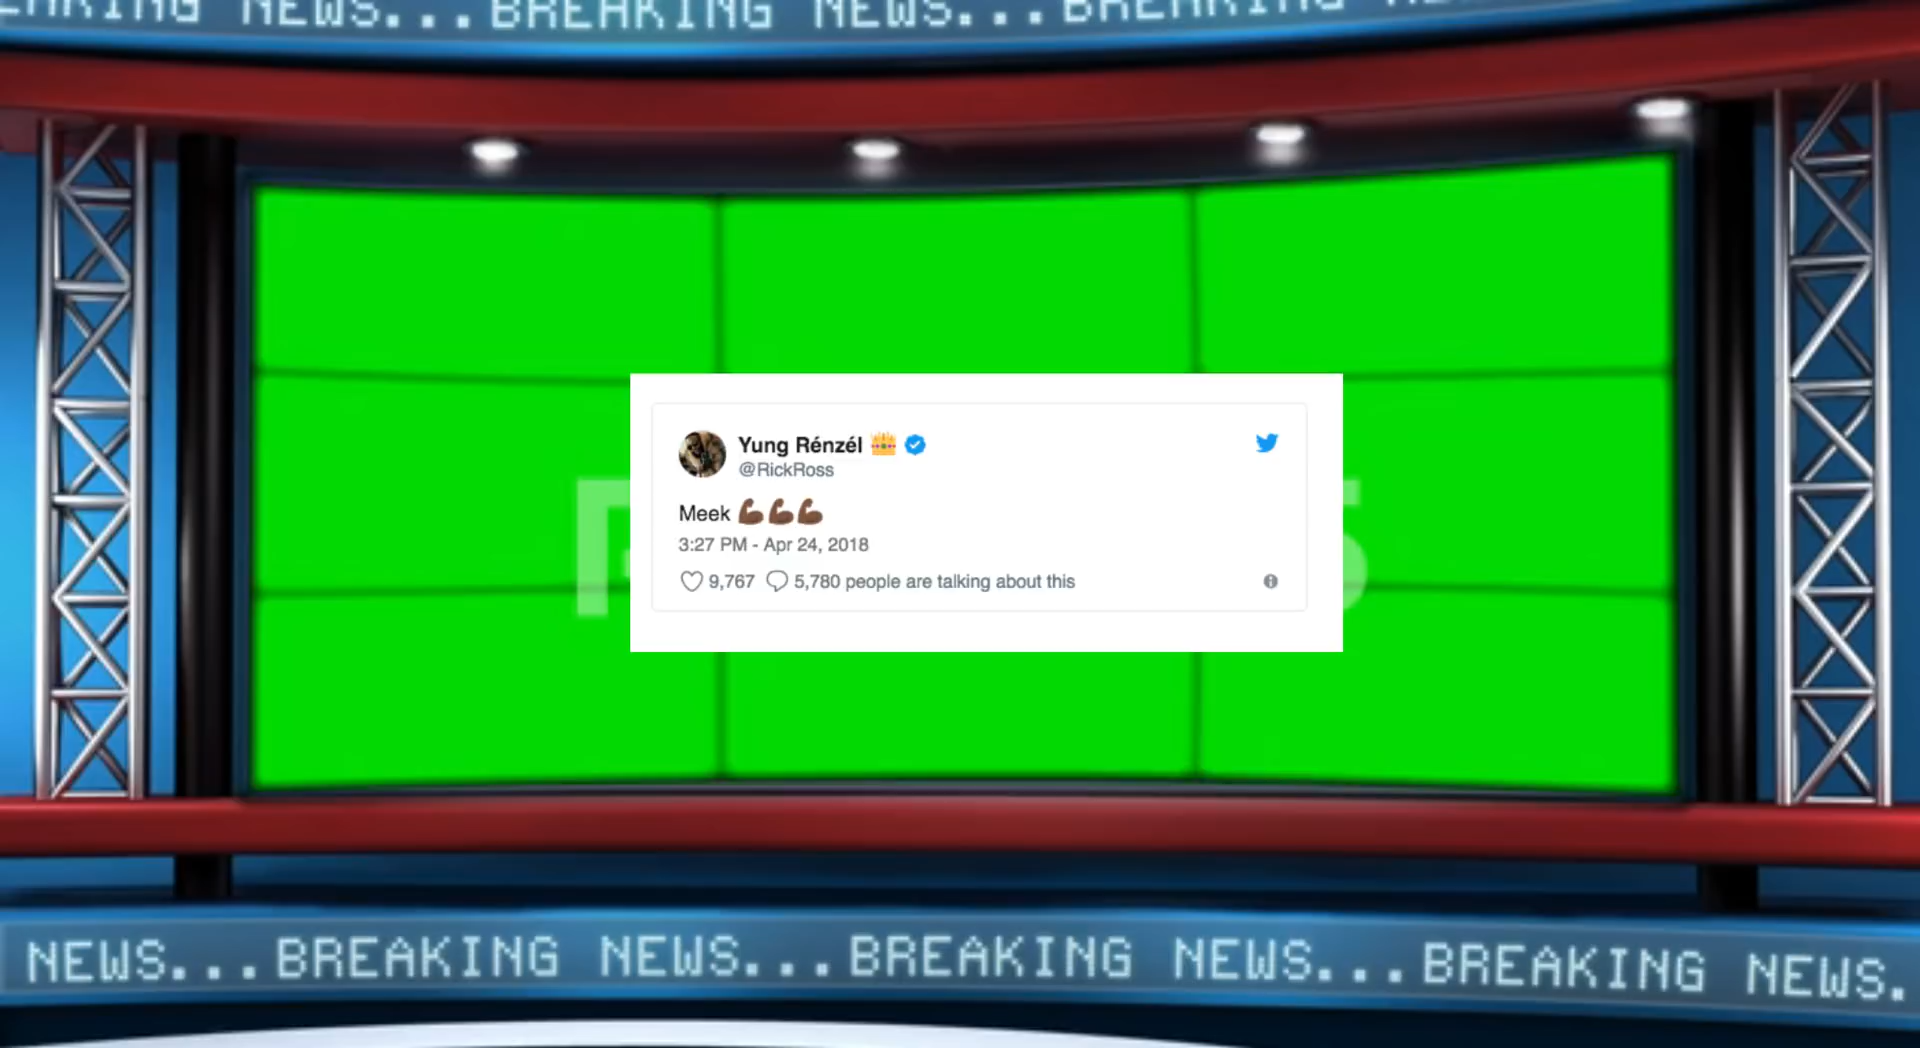 BREAKING NEWS...BREAKING NEWS...BREAKING
Yung Rénzél 👑
@RickRoss
Meek 💪🏾💪🏾💪🏾
3:27 PM - Apr 24, 2018
9,767 5,780 people are talking about this
NEWS...BREAKING NEWS...BREAKING NEWS...BREAKING NEWS.